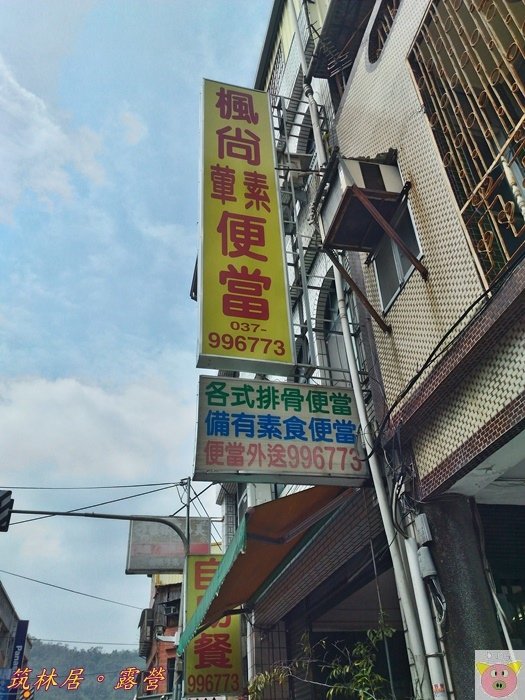 楓尚
葷素
便當
037-
996773
各式排骨便當
備有素食便當
便當外送996773
自助餐
996773
筑林居。露營